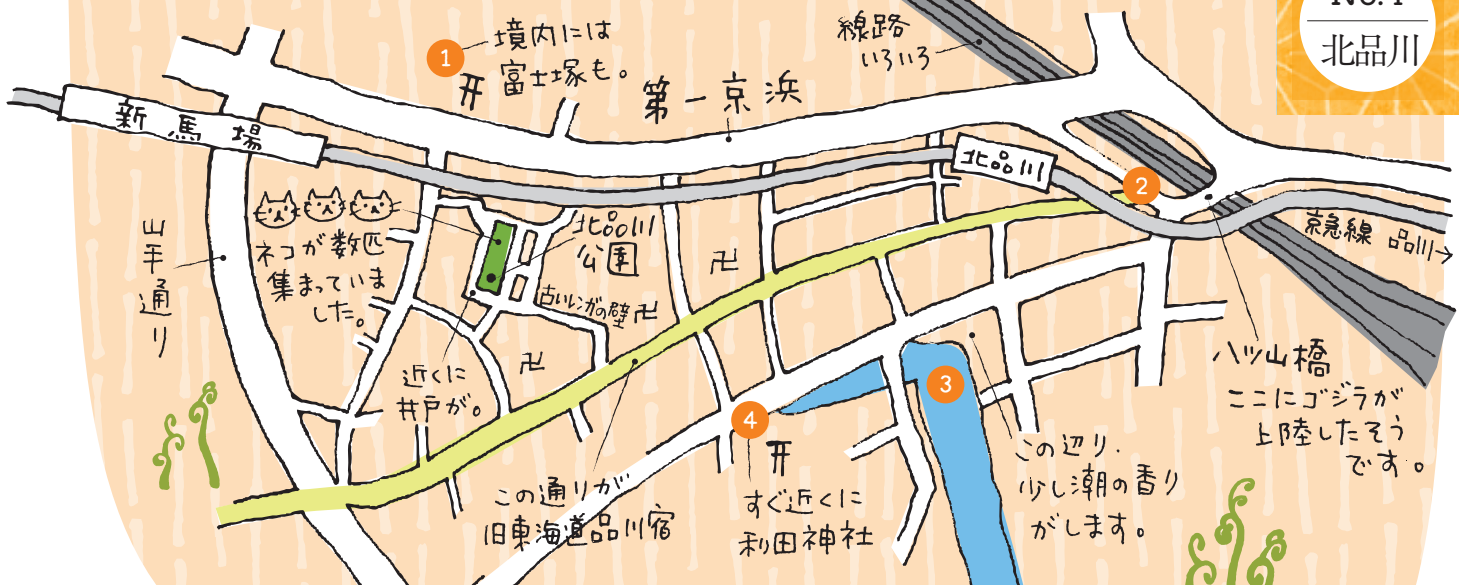 No.1
北品川
1
境内には
富士塚も。
第一京浜
線路
いろいろ
新馬場
北品川
2
京急線 品川→
山手通り
ネコが数匹
集まっていま
した。
北品川
公園
古いレンガの壁
近くに
井戸が。
八ツ山橋
ここにゴジラが
上陸したそう
です。
3
この辺り、
少し潮の香り
がします。
4
すぐ近くに
利田神社
この通りが
旧東海道品川宿